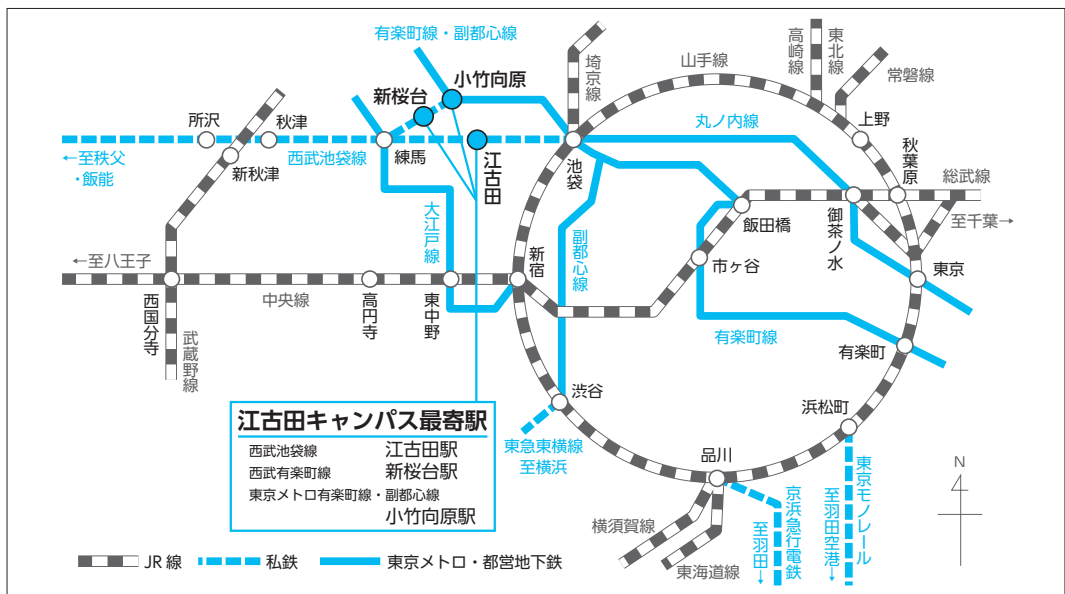 有楽町線・副都心線
小竹向原
新桜台
埼京線
山手線
高崎線
東北線
常磐線
所沢
秋津
新秋津
←至秩父
・飯能
西武池袋線
練馬
江古田
池袋
丸ノ内線
上野
秋葉原
総武線
至千葉→
大江戸線
副都心線
飯田橋
御茶ノ水
市ヶ谷
東京
←至八王子
中央線
西国分寺
武蔵野線
高円寺
東中野
新宿
有楽町線
有楽町
浜松町
渋谷
東急東横線
至横浜
品川
横須賀線
東海道線
京浜急行電鉄
至羽田→
東京モノレール
至羽田空港→
N
江古田キャンパス最寄駅
西武池袋線 江古田駅
西武有楽町線 新桜台駅
東京メトロ有楽町線・副都心線
小竹向原駅
JR線 私鉄 東京メトロ・都営地下鉄